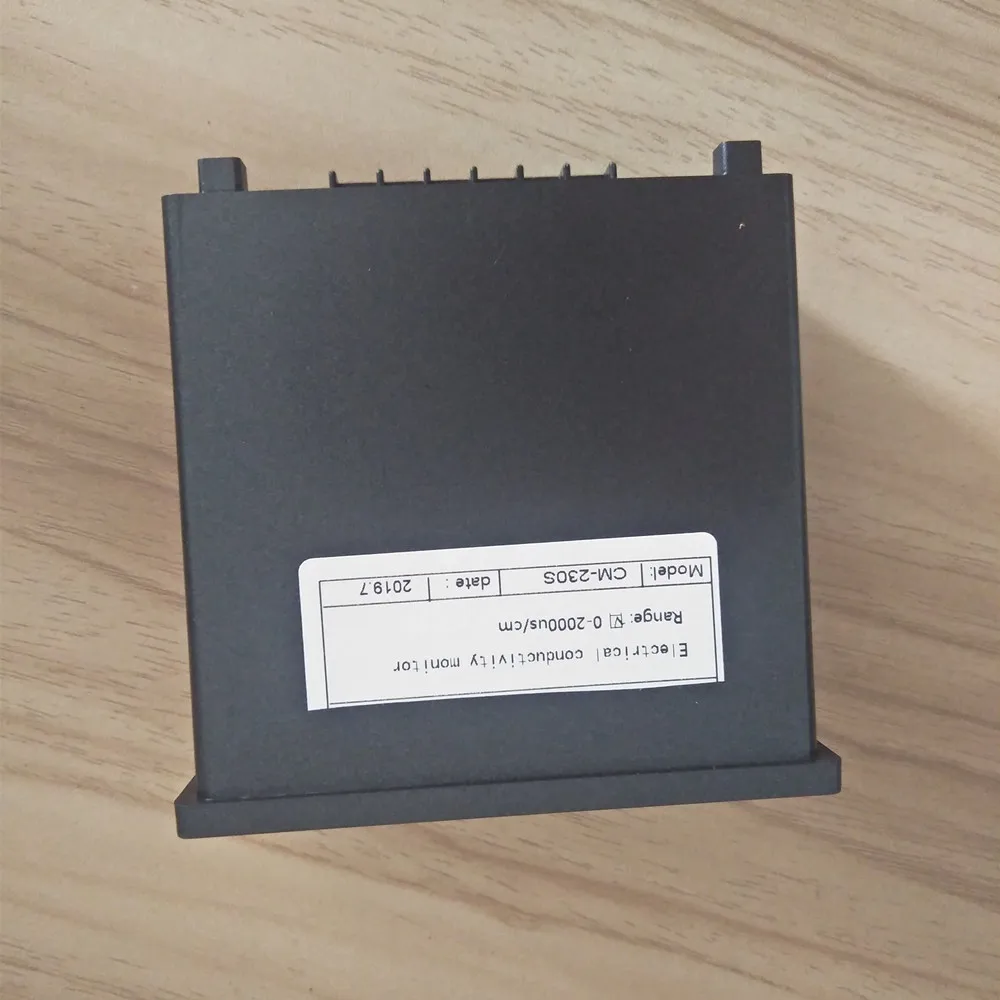 Electrical conductivity monitor
Range: ☑ 0-2000us/cm
Model: CM-230S date : 2019.7